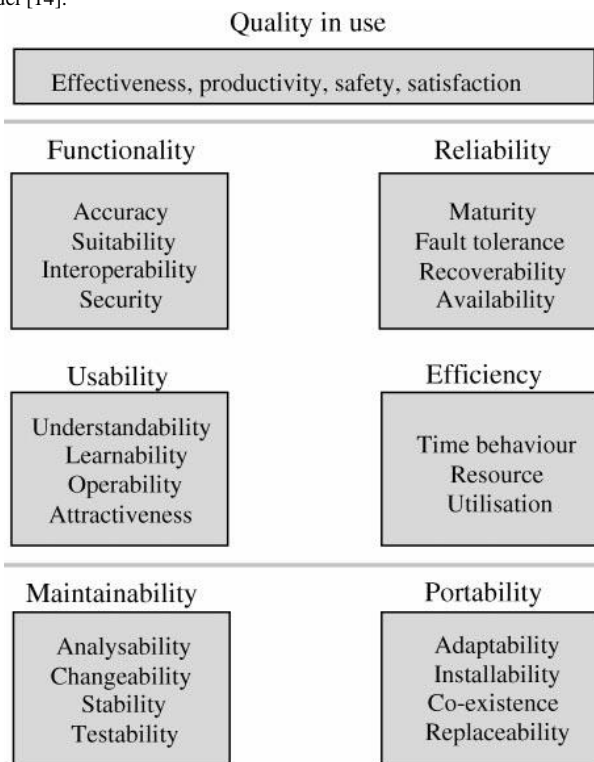 del [14].
Quality in use
Effectiveness, productivity, safety, satisfaction
Functionality
Accuracy
Suitability
Interoperability
Security
Reliability
Maturity
Fault tolerance
Recoverability
Availability
Usability
Understandability
Learnability
Operability
Attractiveness
Efficiency
Time behaviour
Resource
Utilisation
Maintainability
Analysability
Changeability
Stability
Testability
Portability
Adaptability
Installability
Co-existence
Replaceability